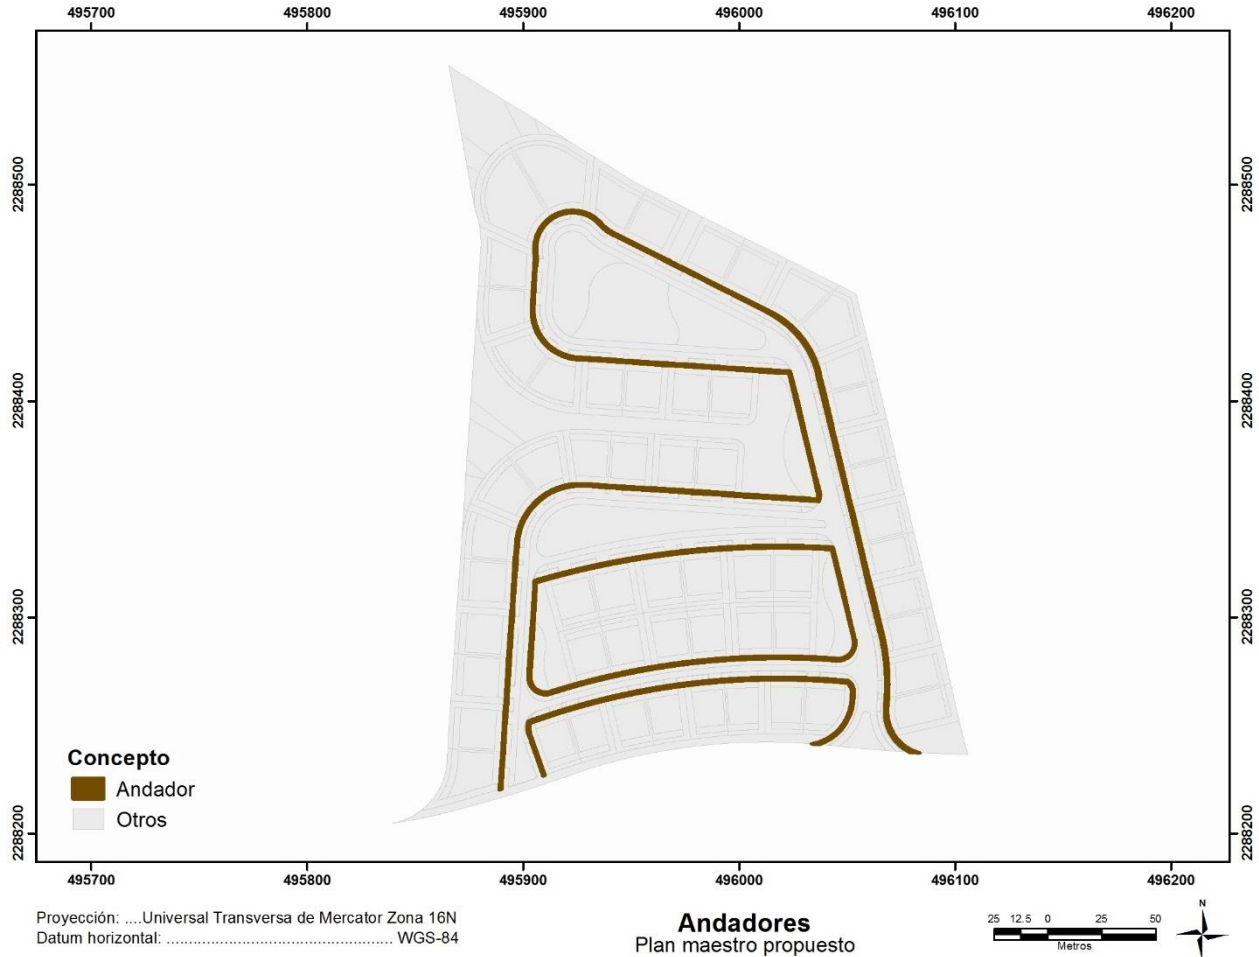 495700 495800 495900 496000 496100 496200
2288500 2288500
2288400 2288400
2288300 2288300
2288200 2288200
Concepto
Andador
Otros
495700 495800 495900 496000 496100 496200
Proyección: ....Universal Transversa de Mercator Zona 16N
Datum horizontal: ....................................................... WGS-84
Andadores
Plan maestro propuesto
25 12.5 0 25 50
Metros
N